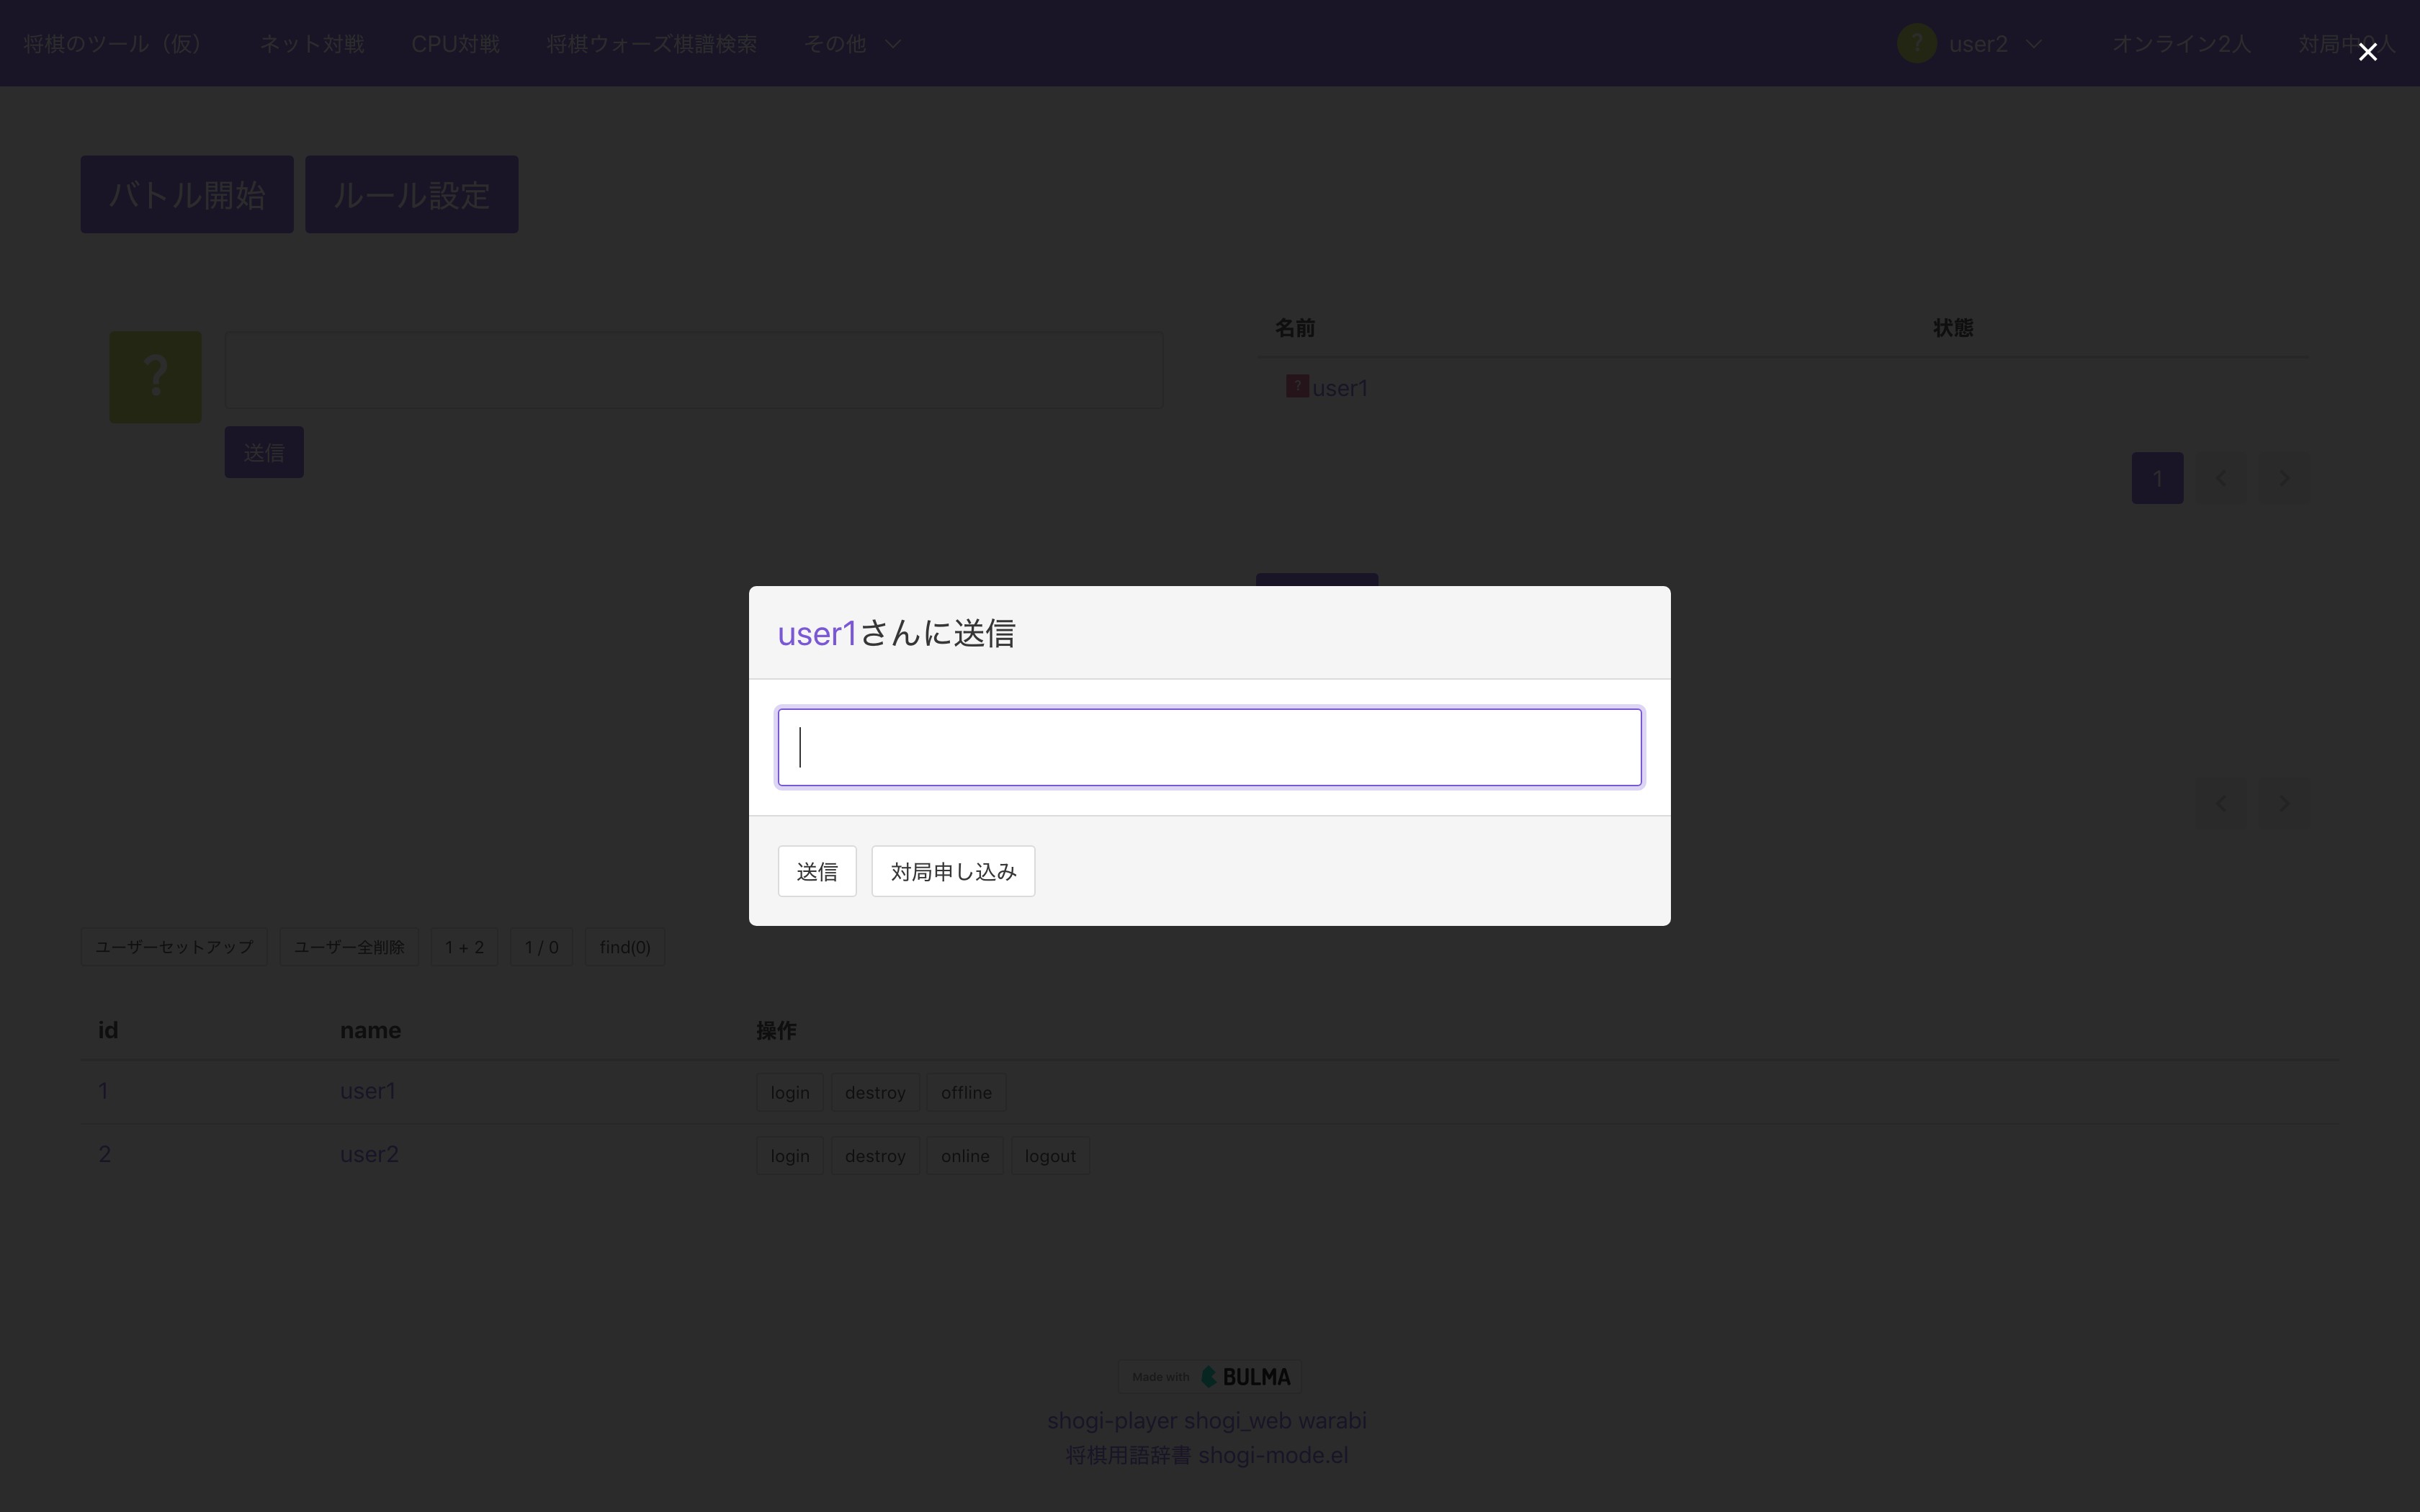 将棋のツール（仮） ネット対戦 CPU対戦 将棋ウォーズ棋譜検索 その他 ? user2 オンライン2人 対局中0人
バトル開始 ルール設定
名前 状態
?
? user1
送信
1
user1さんに送信
送信 対局申し込み
ユーザーセットアップ ユーザー全削除 1 + 2 1 / 0 find(0)
id name 操作
1 user1 login destroy offline
2 user2 login destroy online logout
Made with BULMA
shogi-player shogi_web warabi
将棋用語辞書 shogi-mode.el